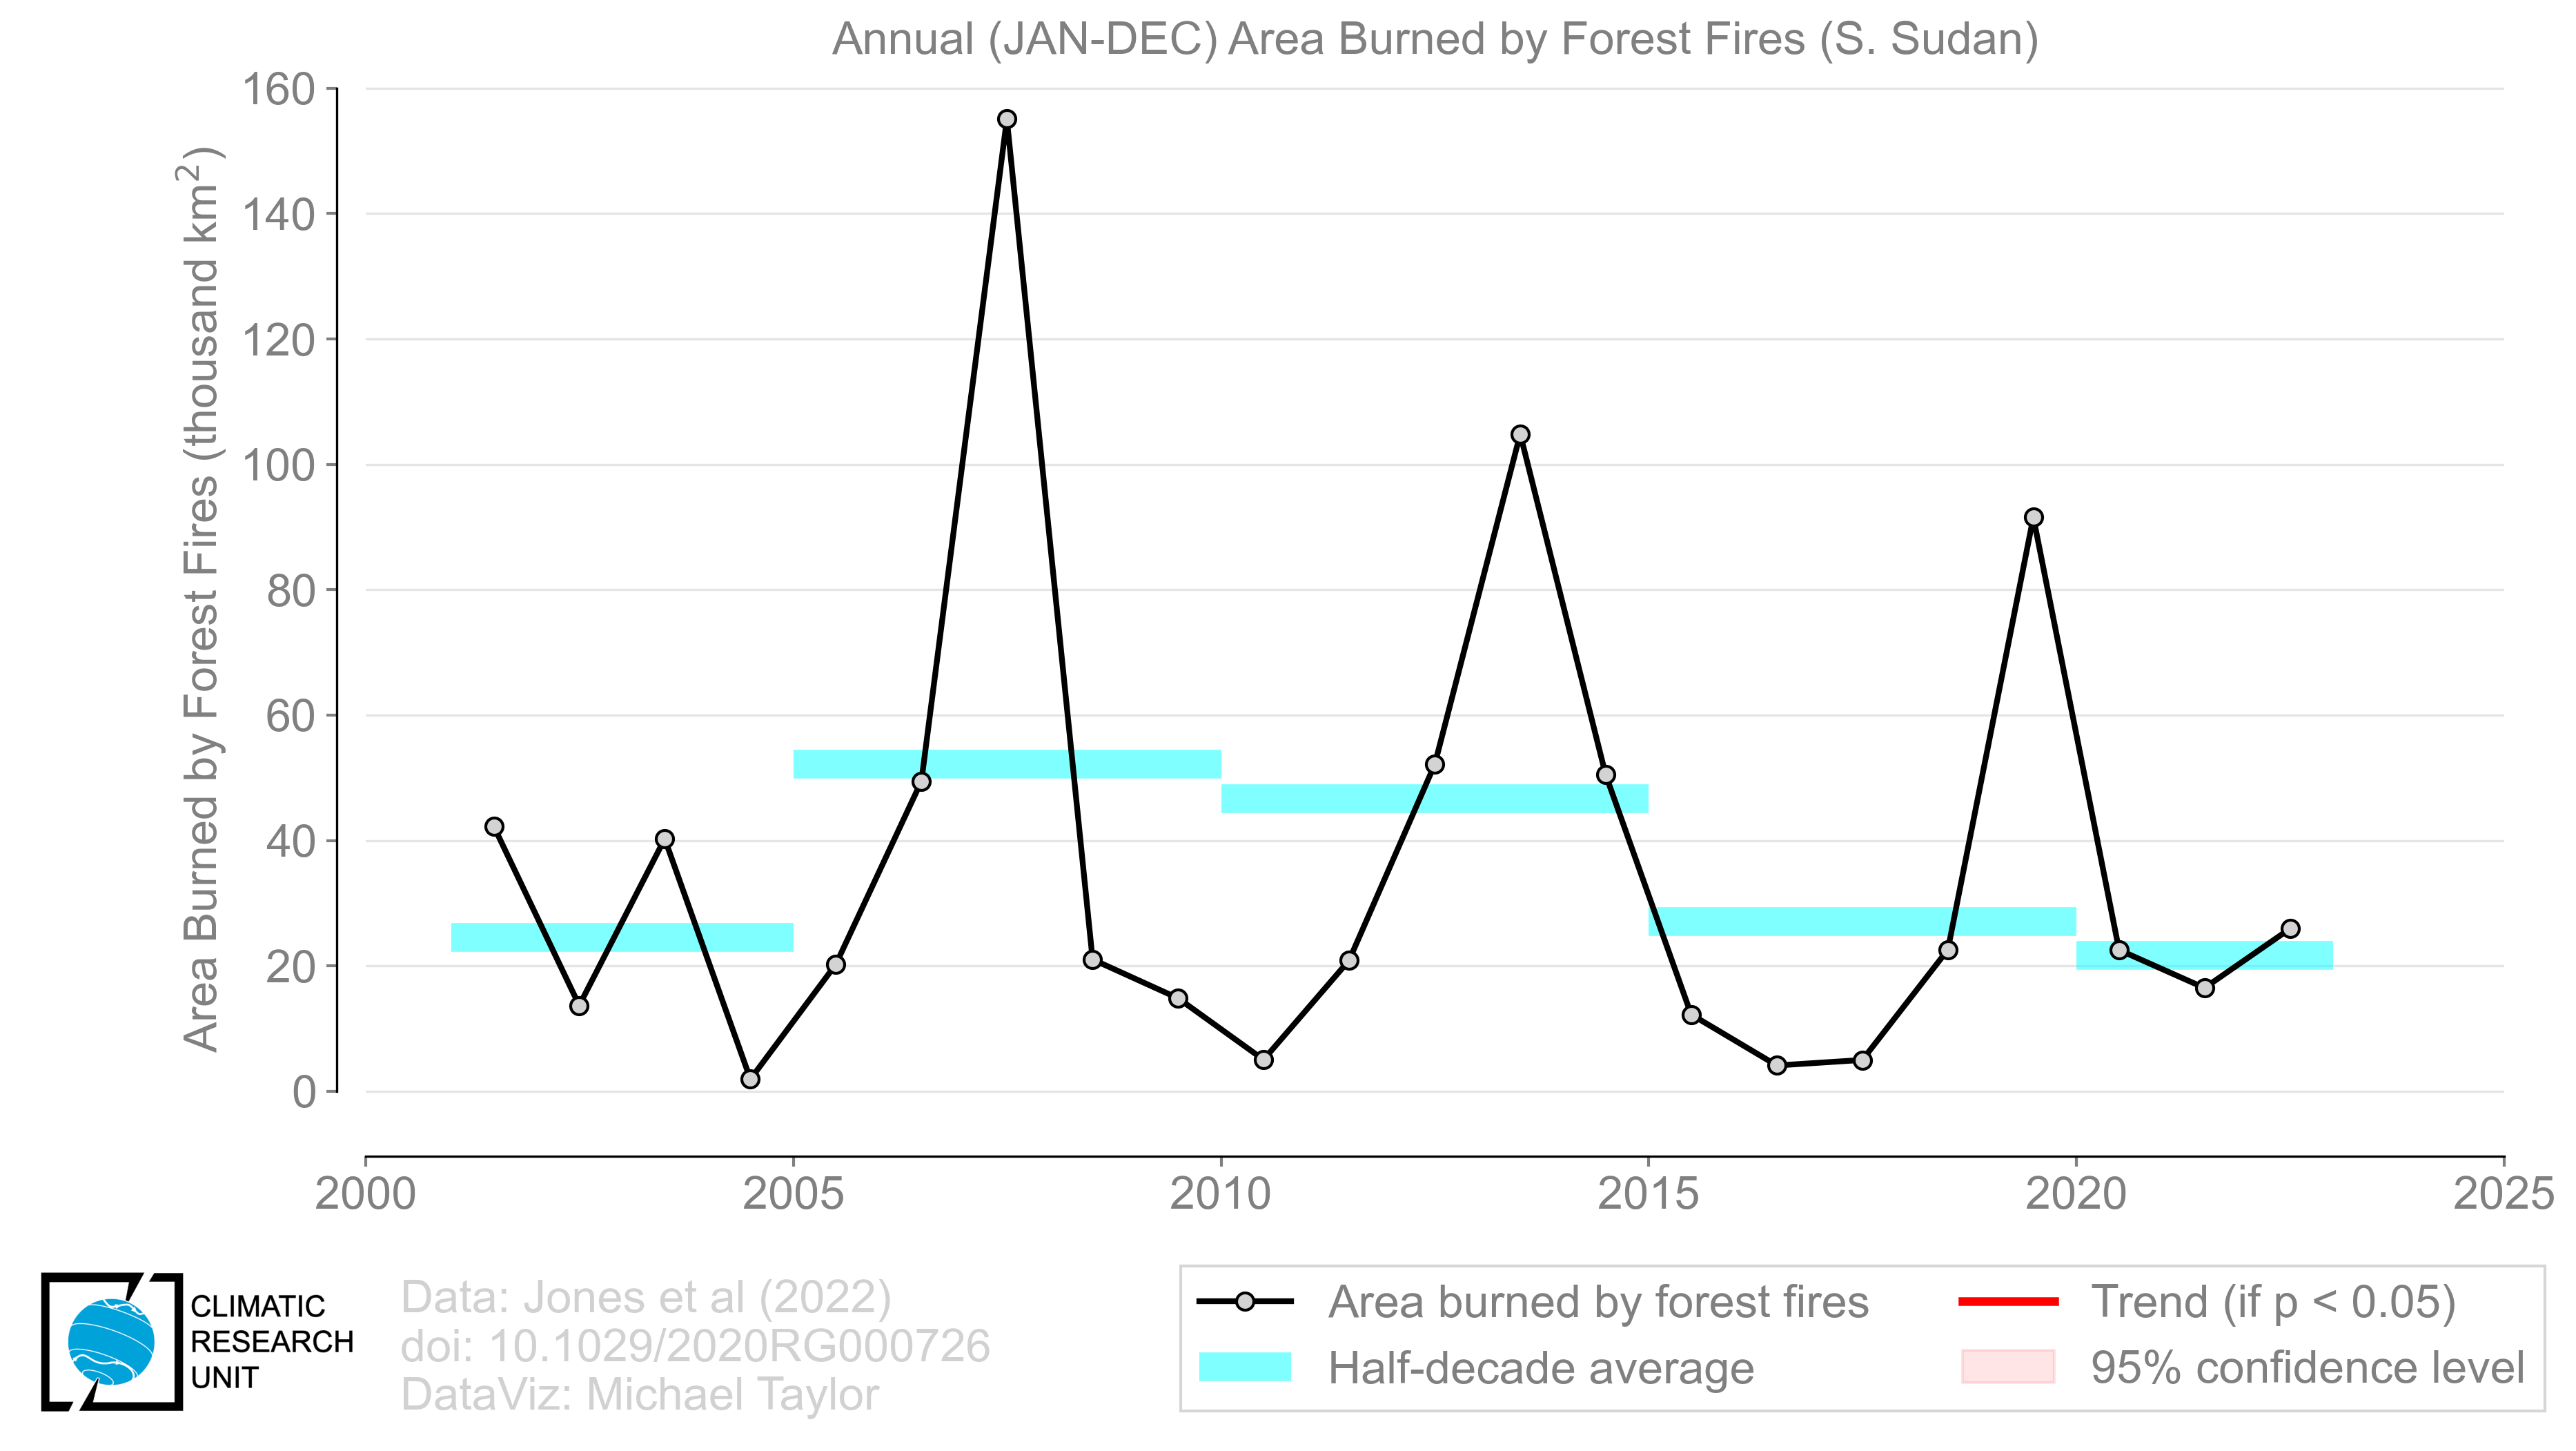 Annual (JAN-DEC) Area Burned by Forest Fires (S. Sudan)
Area Burned by Forest Fires (thousand km²)
160
140
120
100
80
60
40
20
0
2000 2005 2010 2015 2020 2025
CLIMATIC
RESEARCH
UNIT
Data: Jones et al (2022)
doi: 10.1029/2020RG000726
DataViz: Michael Taylor
Area burned by forest fires
Half-decade average
Trend (if p < 0.05)
95% confidence level